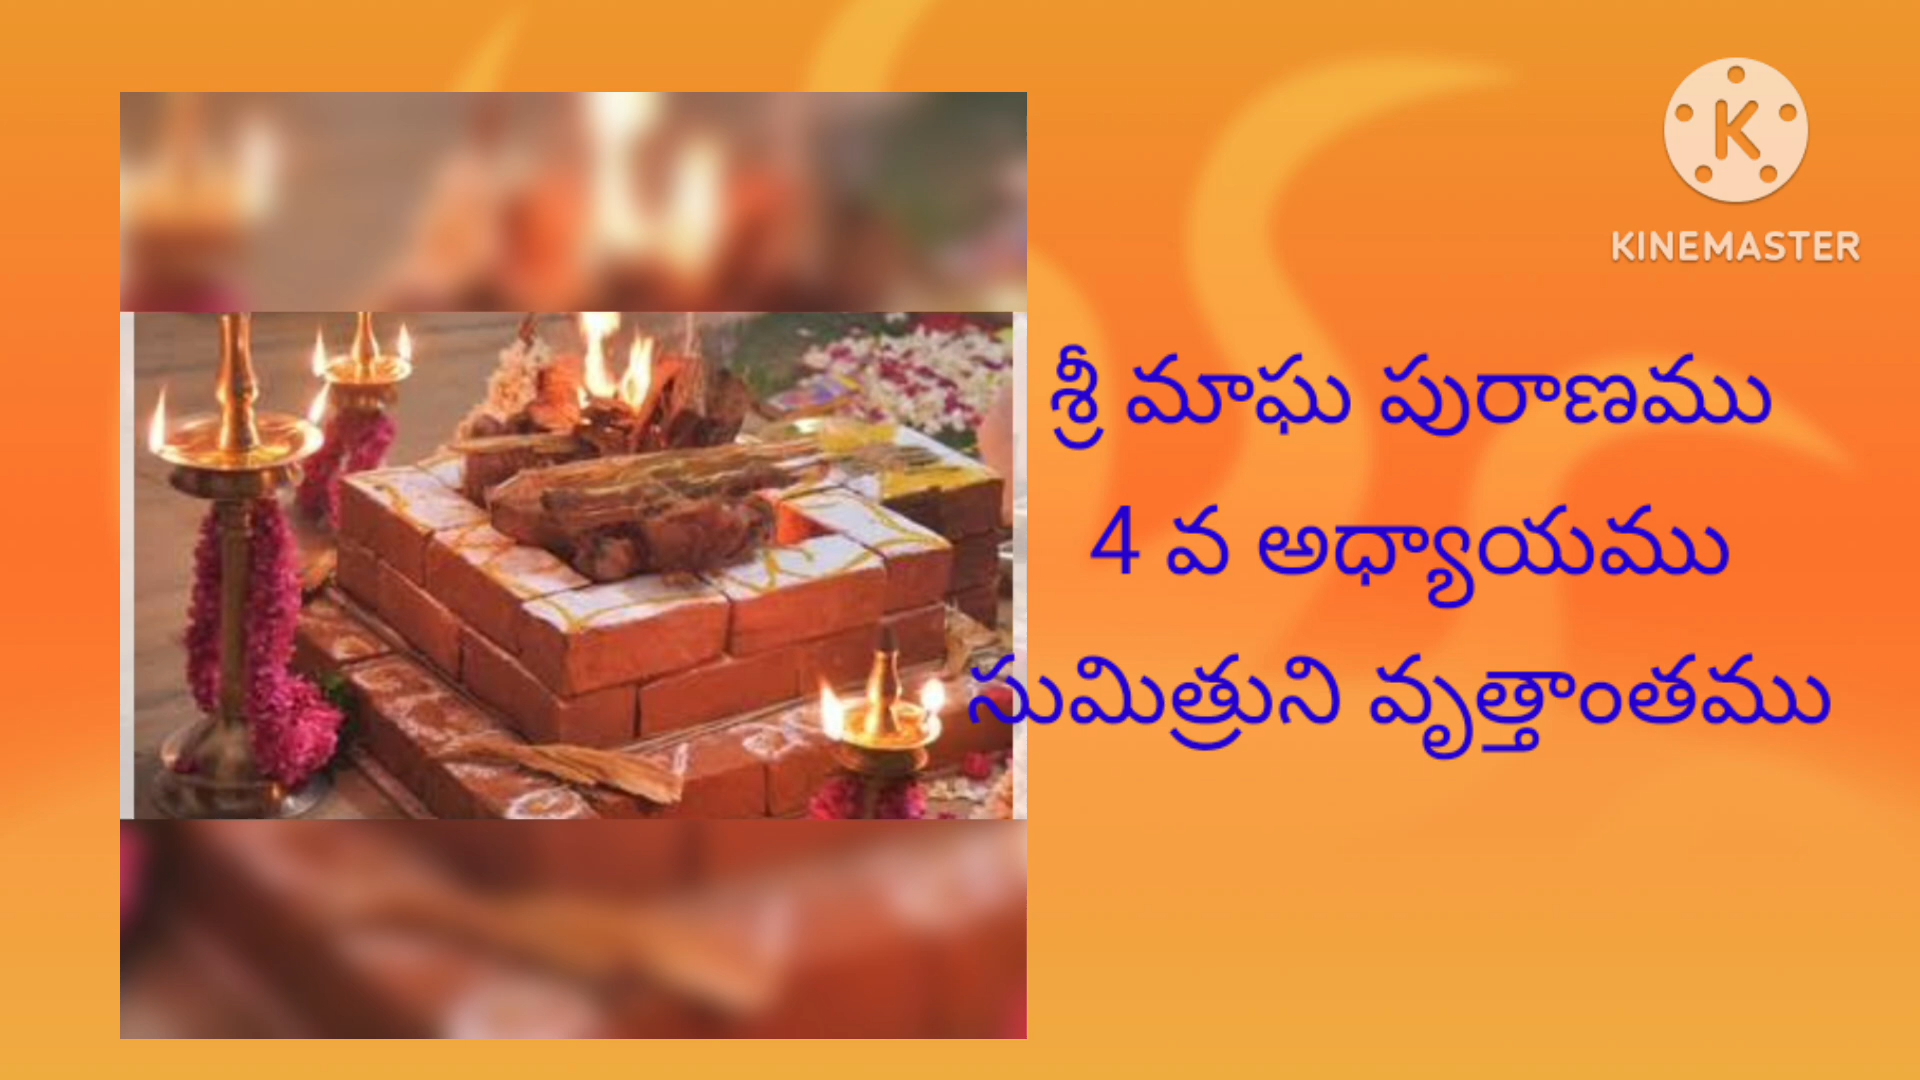 K
KINEMASTER
శ్రీ మాఘ పురాణము
4 వ అధ్యాయము
సుమిత్రుని వృత్తాంతము